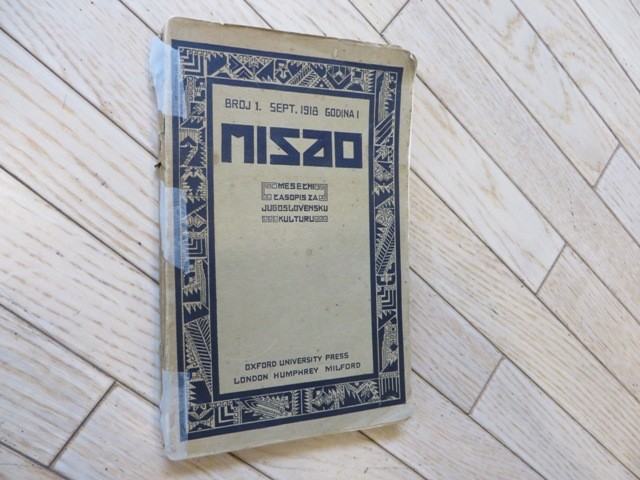 BROJ 1. SEPT. 1918 GODINA I
MISAO
MESEČNI
ČASOPIS ZA
JUGOSLOVENSKU
KULTURU
OXFORD UNIVERSITY PRESS
LONDON HUMPHREY MILFORD